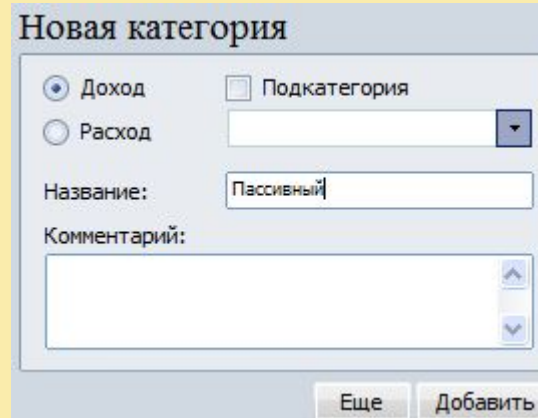 Новая категория
Доход Подкатегория
Расход
Название: Пассивный
Комментарий:
Еще Добавить